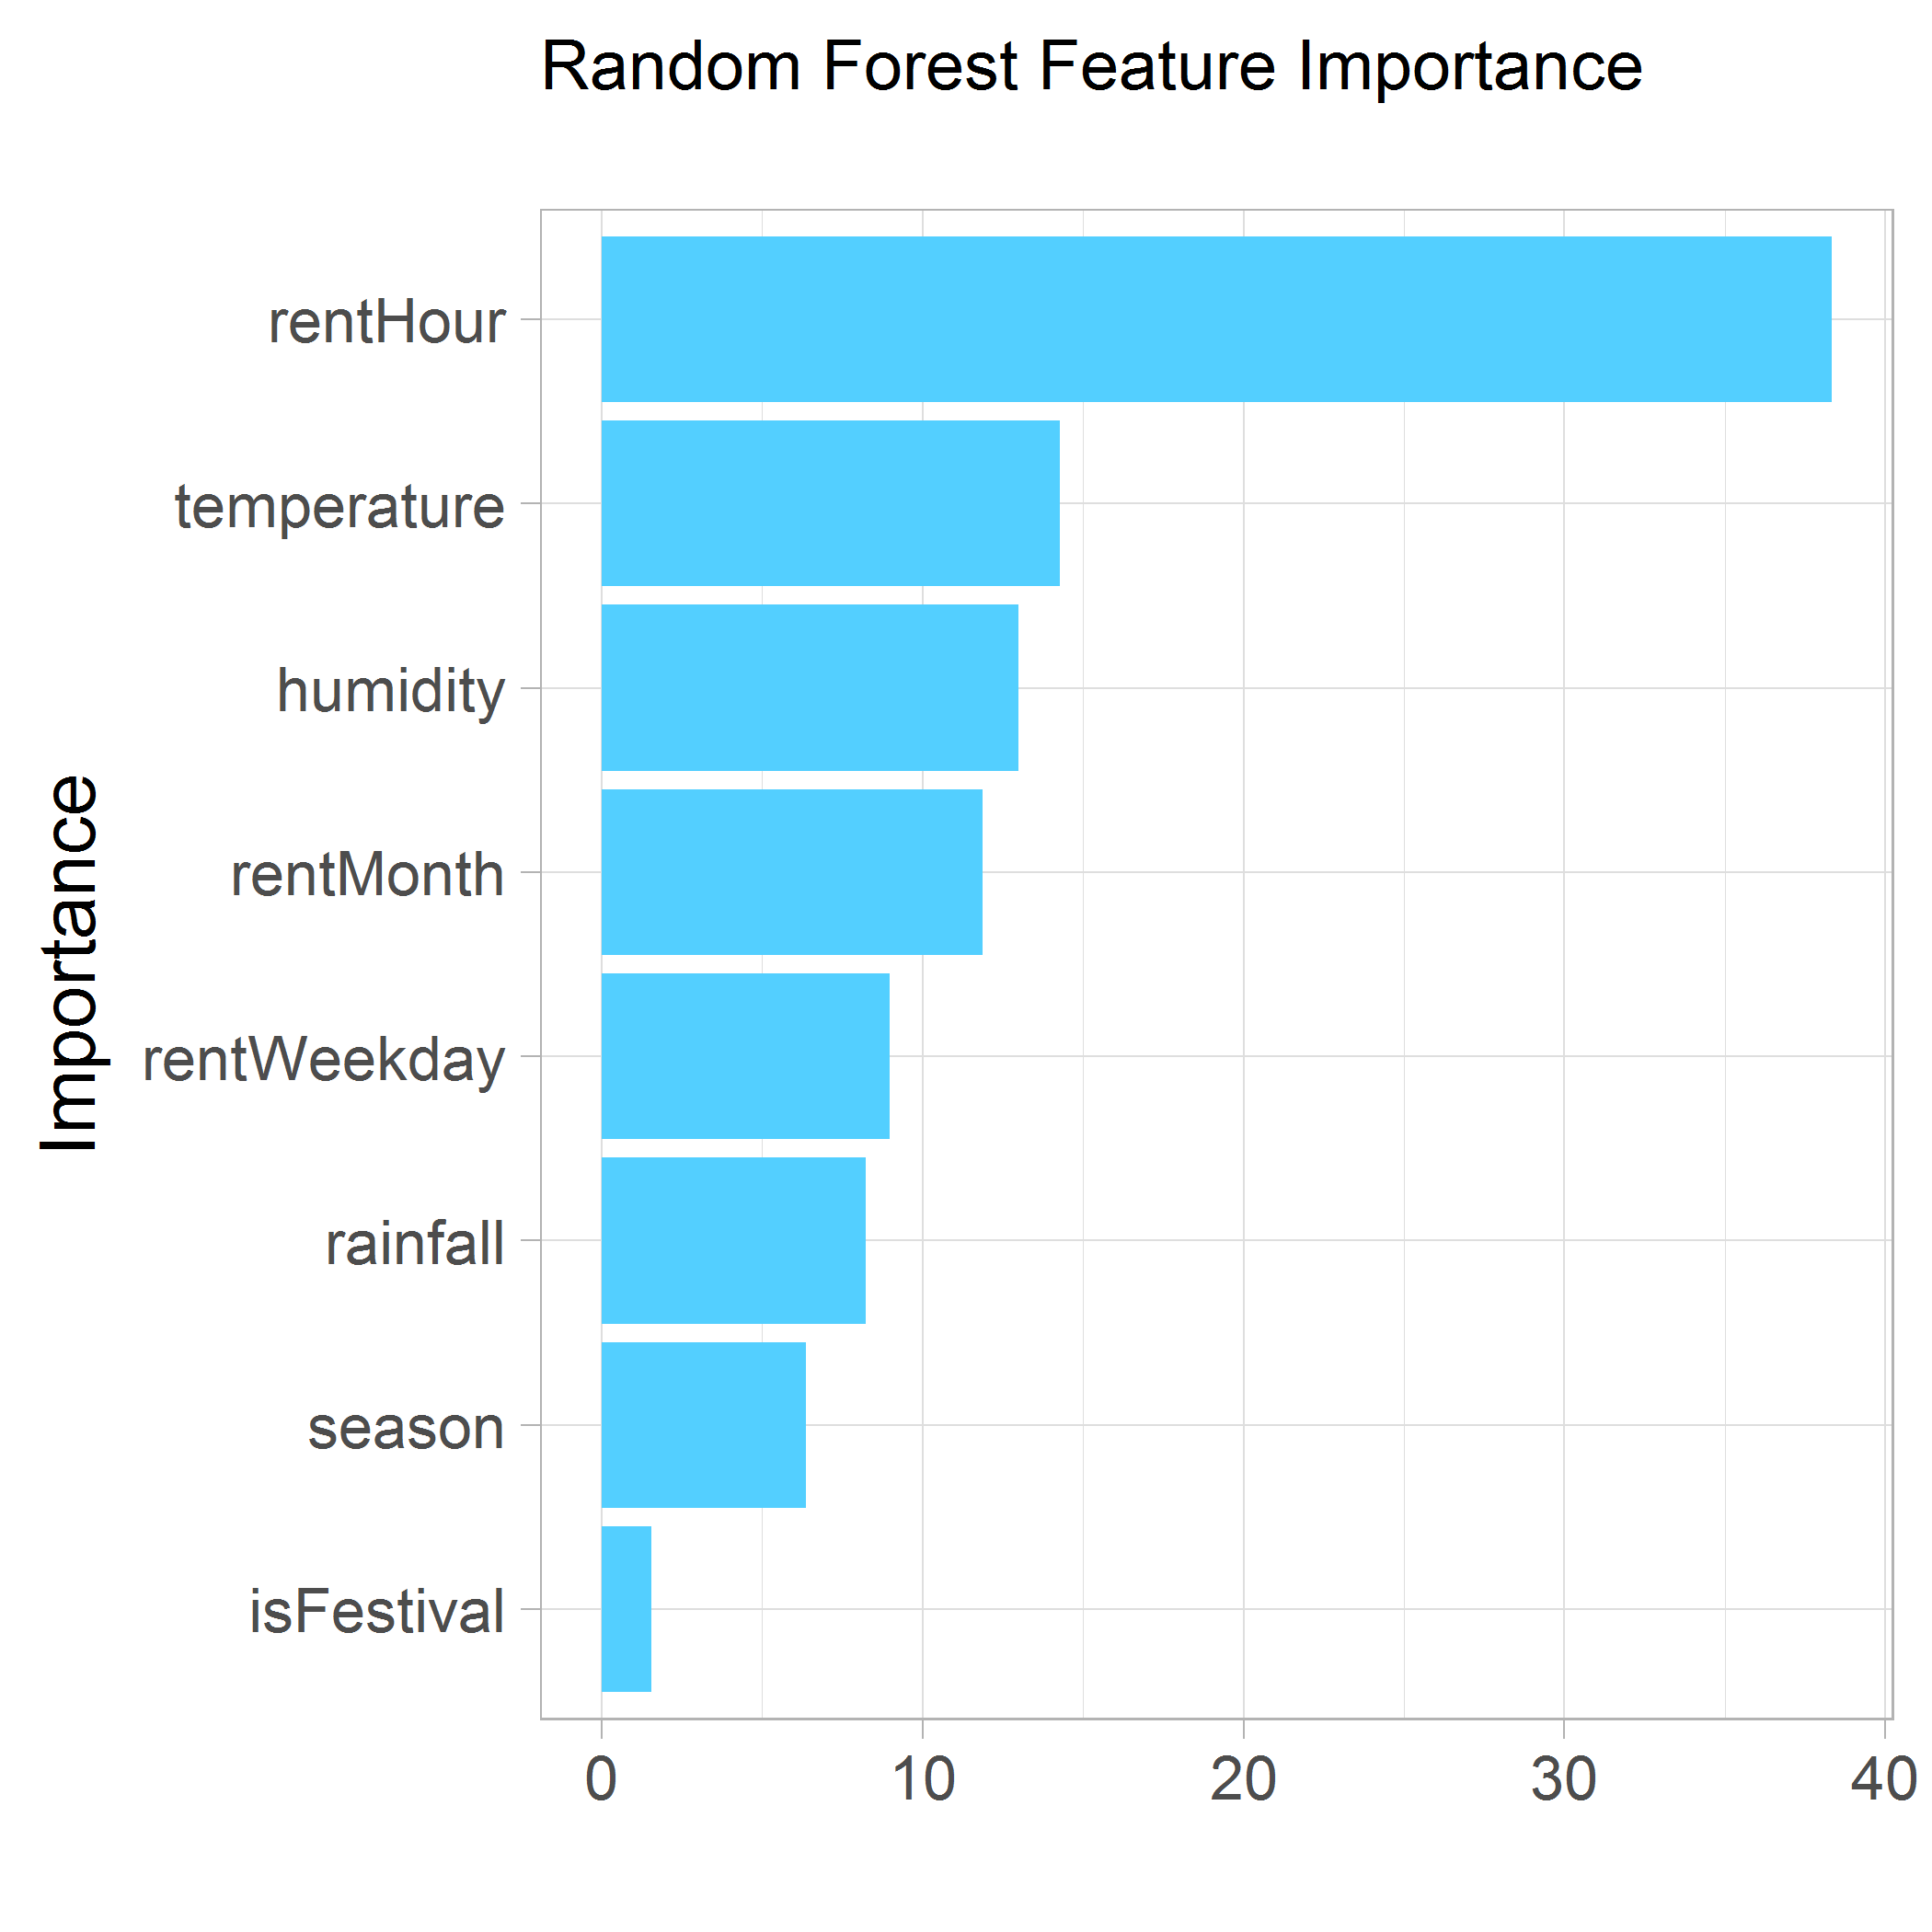 Random Forest Feature Importance
Importance
rentHour
temperature
humidity
rentMonth
rentWeekday
rainfall
season
isFestival
0 10 20 30 40